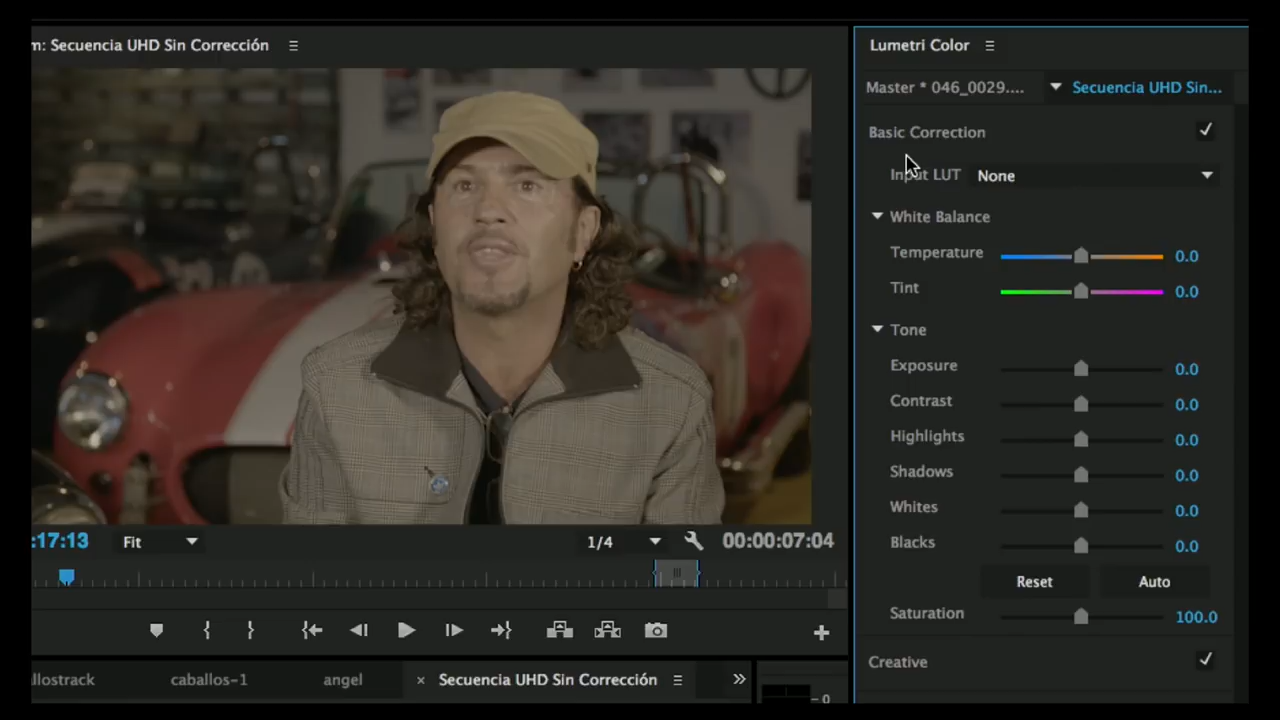 m: Secuencia UHD Sin Corrección
Lumetri Color
Master * 046_0029....
Secuencia UHD Sin...
Basic Correction
Input LUT
None
White Balance
Temperature
0.0
Tint
0.0
Tone
Exposure
0.0
Contrast
0.0
Highlights
0.0
Shadows
0.0
Whites
0.0
Blacks
0.0
Reset
Auto
Saturation
100.0
Creative
:17:13
Fit
1/4
00:00:07:04
llostrack
caballos-1
angel
× Secuencia UHD Sin Corrección
0